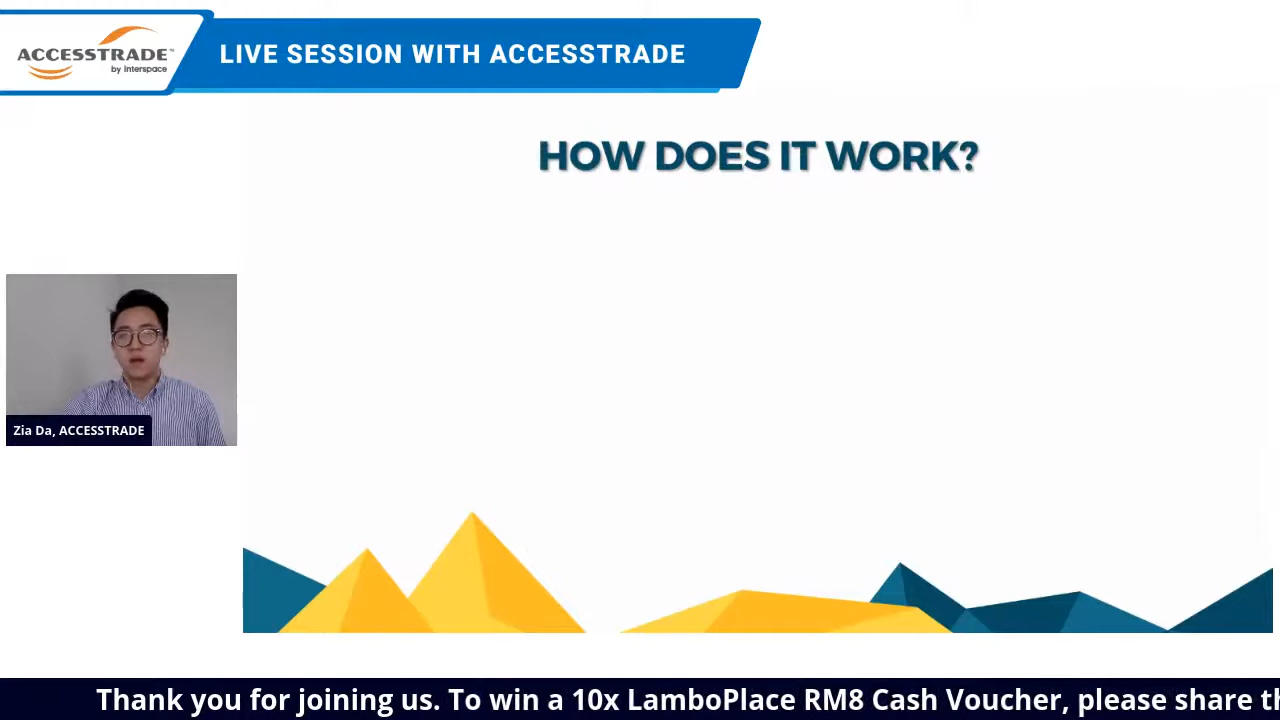 ACCESSTRADE
by interspace
LIVE SESSION WITH ACCESSTRADE
HOW DOES IT WORK?
Zia Da, ACCESSTRADE
Thank you for joining us. To win a 10x LamboPlace RM8 Cash Voucher, please share th